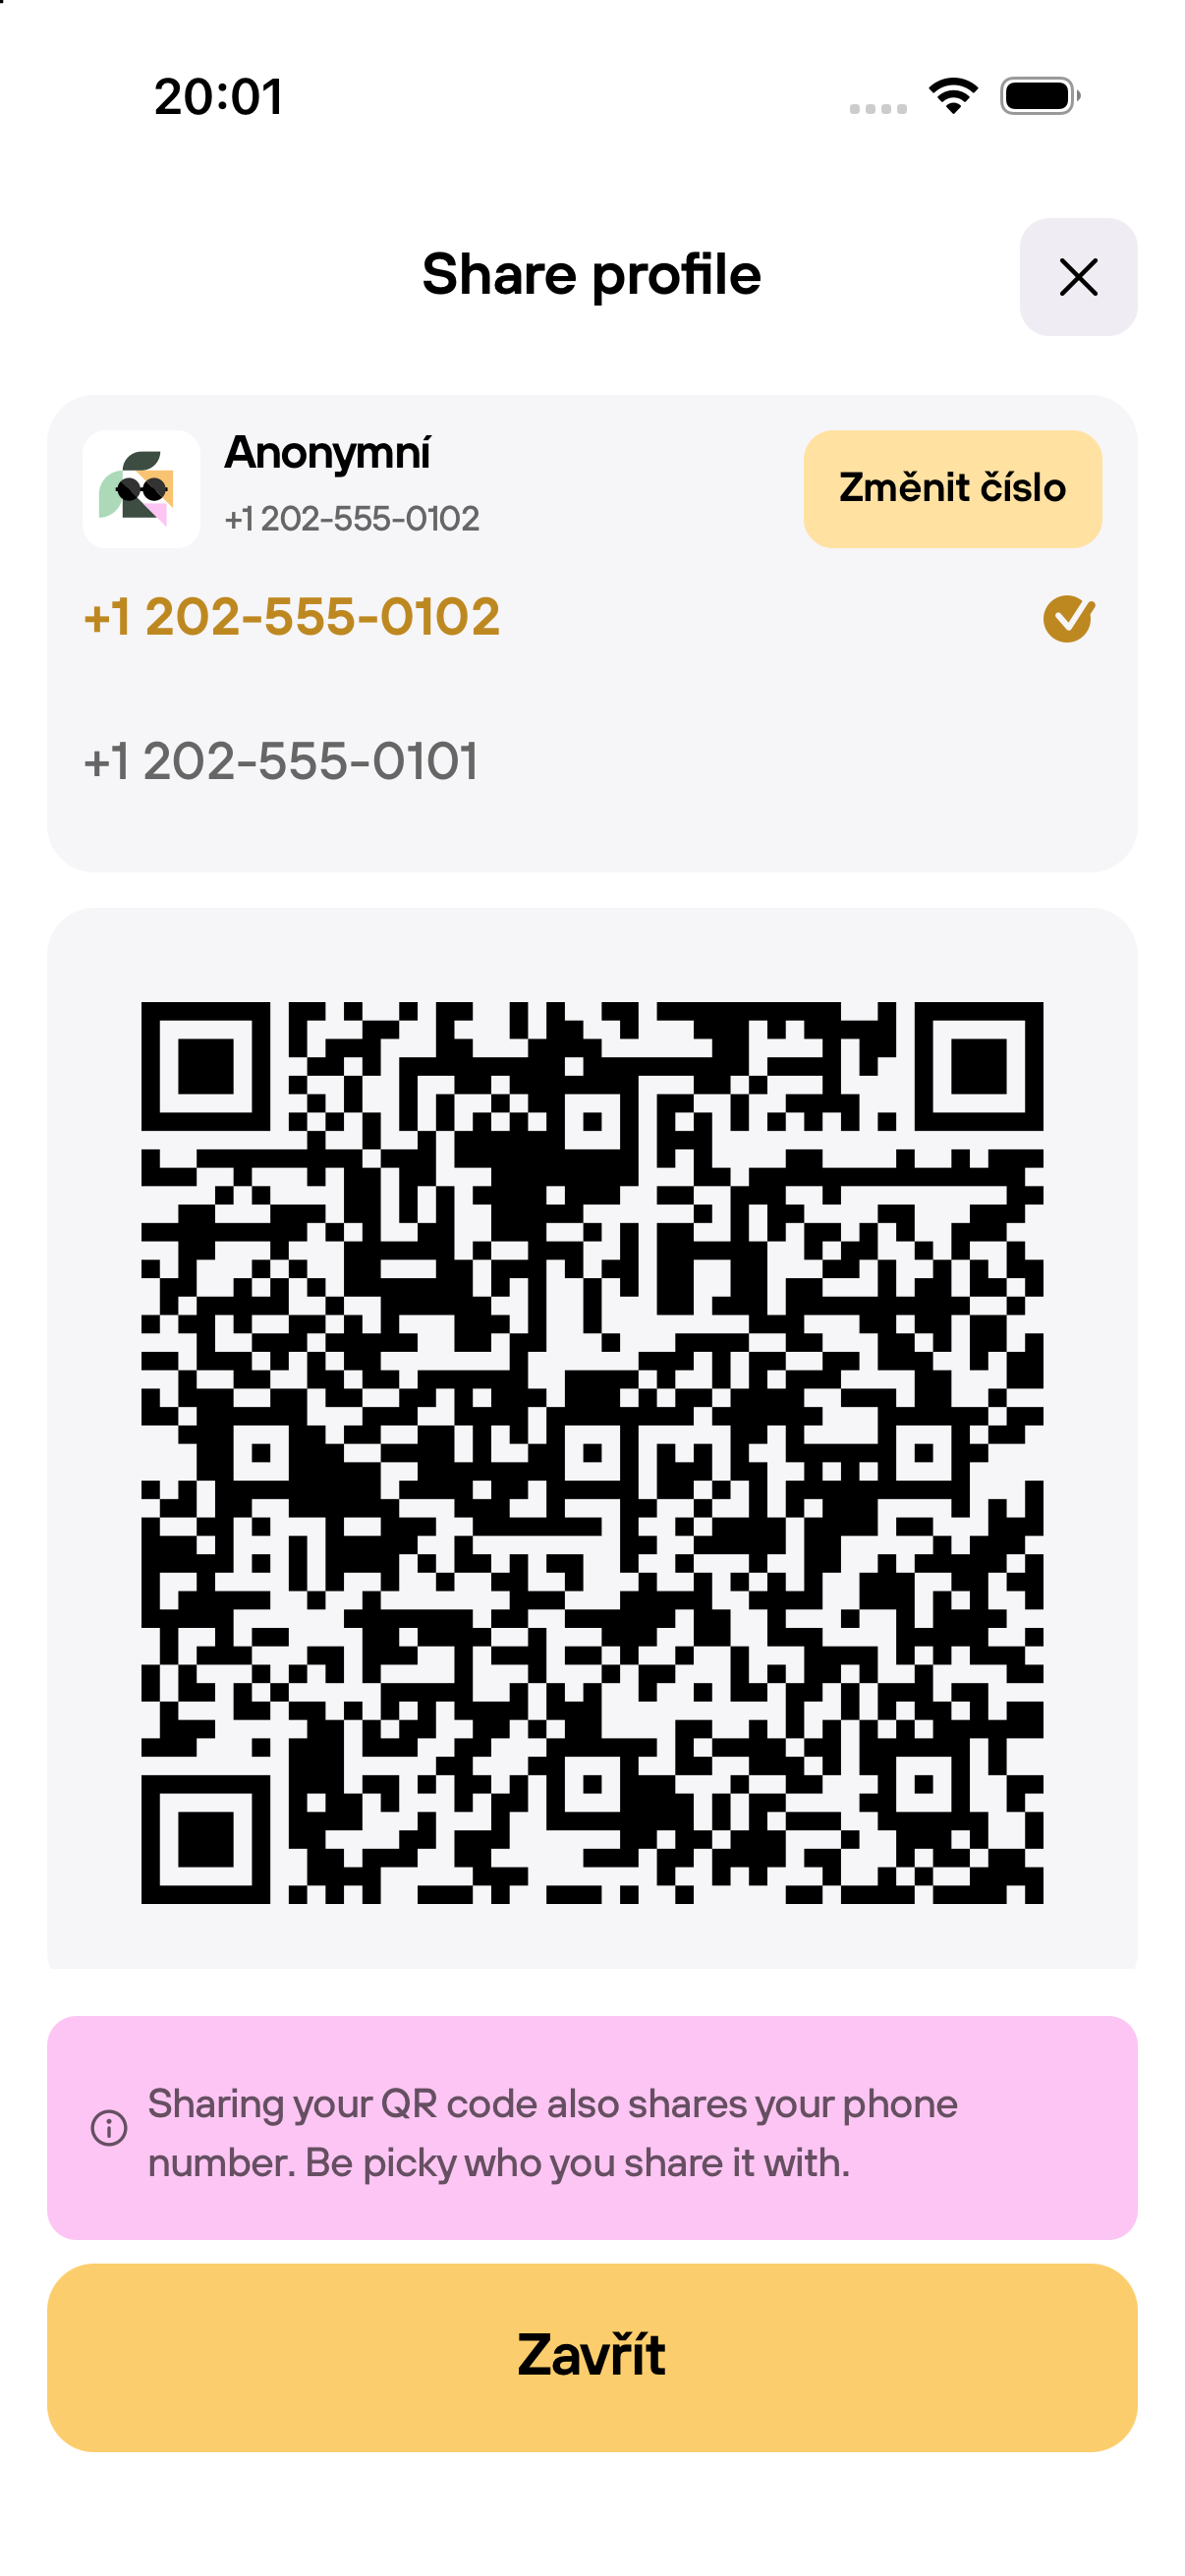 20:01
Share profile
Anonymní
+1 202-555-0102
Změnit číslo
+1 202-555-0102
+1 202-555-0101
Sharing your QR code also shares your phone
number. Be picky who you share it with.
Zavřít